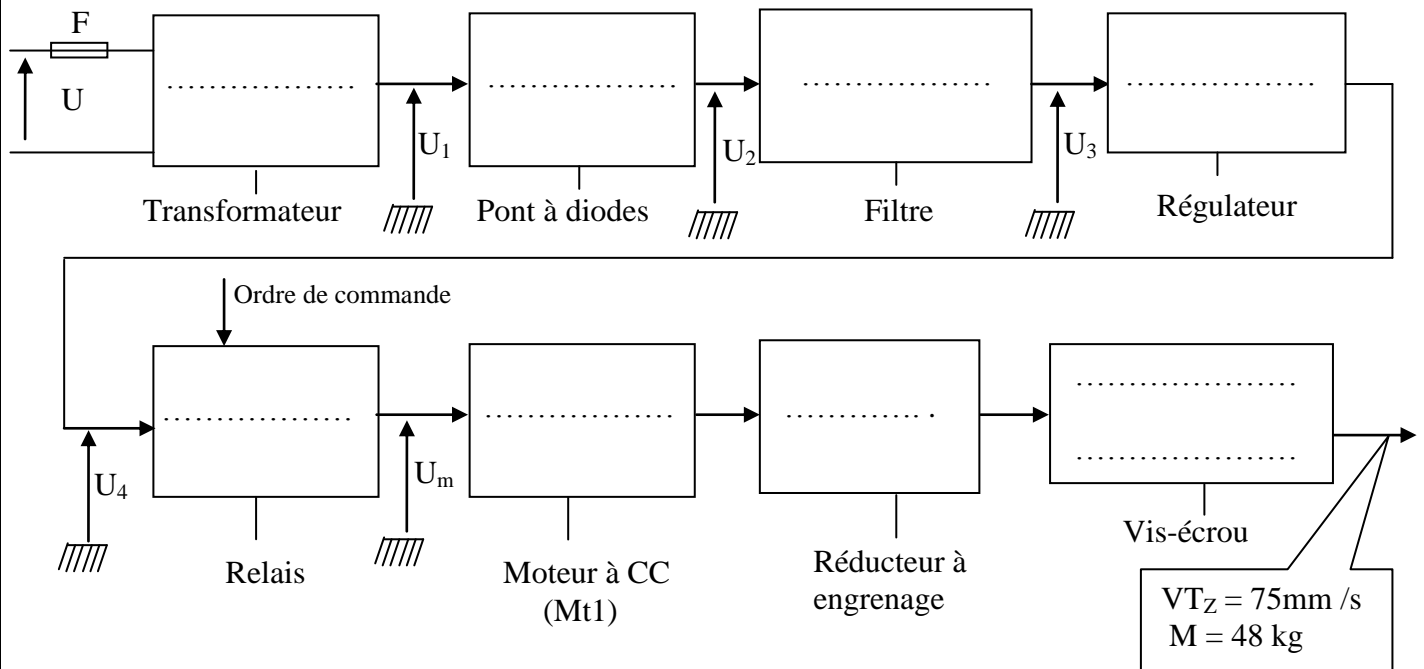 F
U
..................
..................
..................
..................
U₁
U₂
U₃
Transformateur
Pont à diodes
Filtre
Régulateur
Ordre de commande
.....................
.....................
.............. .
.....................
.....................
U₄
Uₘ
Relais
Moteur à CC
(Mt1)
Réducteur à
engrenage
Vis-écrou
VT_Z = 75mm /s
M = 48 kg